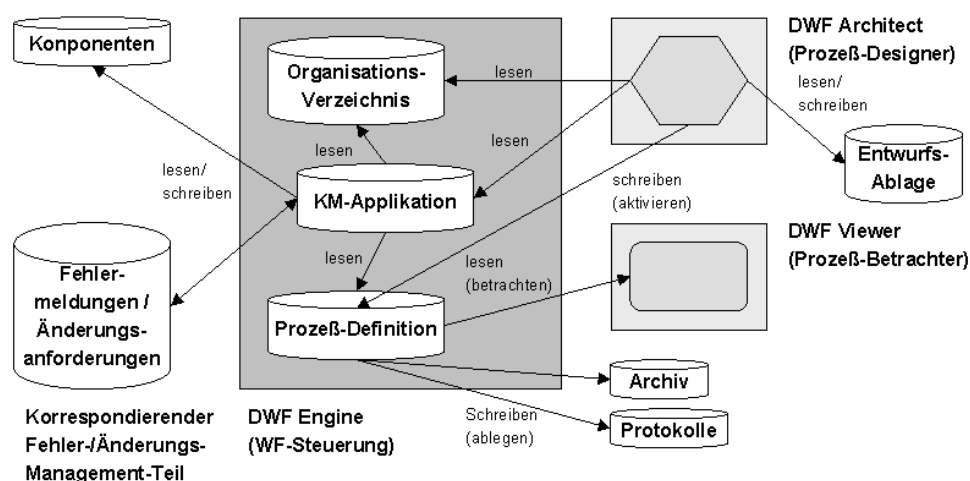 Konponenten
Organisations-
Verzeichnis
lesen
DWF Architect
(Prozeß-Designer)
lesen/
schreiben
Entwurfs-
Ablage
lesen
lesen
lesen/
schreiben
KM-Applikation
schreiben
(aktivieren)
DWF Viewer
(Prozeß-Betrachter)
Fehler-
meldungen /
Änderungs-
anforderungen
lesen
lesen
(betrachten)
Prozeß-Definition
Archiv
Protokolle
Schreiben
(ablegen)
Korrespondierender
Fehler-/Änderungs-
Management-Teil
DWF Engine
(WF-Steuerung)